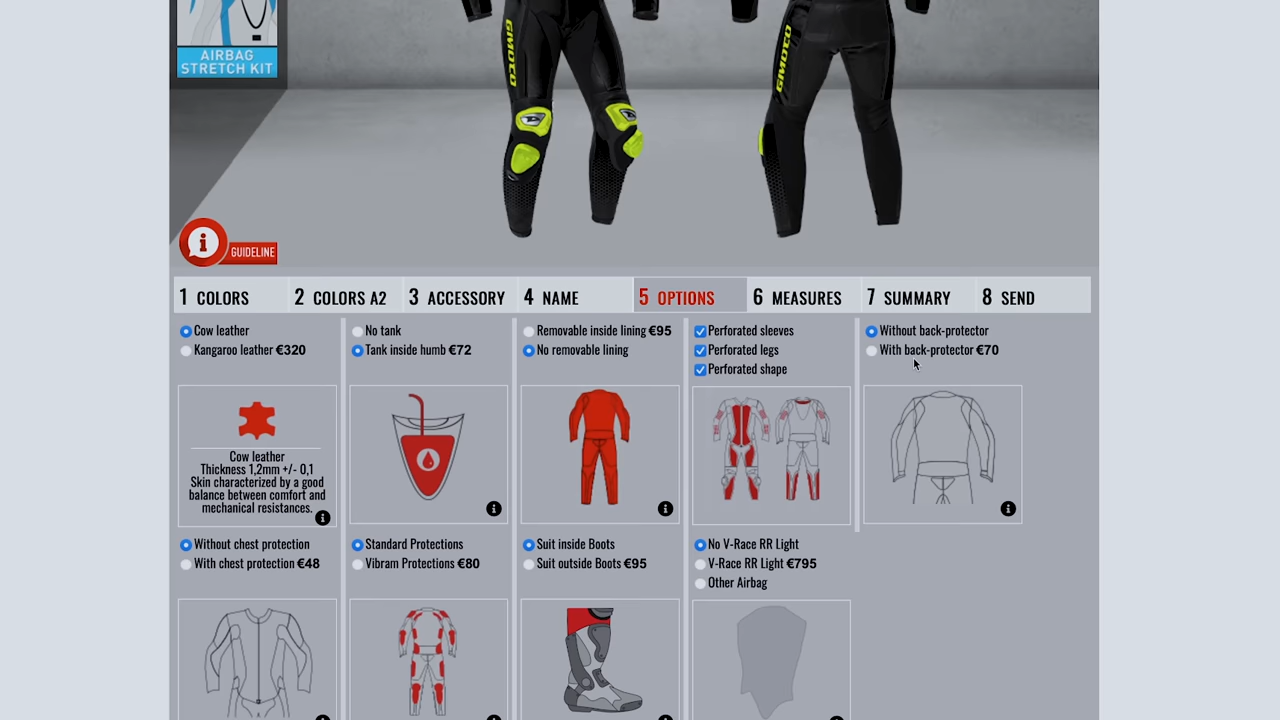 AIRBAG
STRETCH KIT
GIMOTO
GIMOTO
GUIDELINE
1 COLORS
2 COLORS A2
3 ACCESSORY
4 NAME
5 OPTIONS
6 MEASURES
7 SUMMARY
8 SEND
Cow leather
Kangaroo leather €320
No tank
Tank inside humb €72
Removable inside lining €95
No removable lining
Perforated sleeves
Perforated legs
Perforated shape
Without back-protector
With back-protector €70
Cow leather
Thickness 1,2mm +/- 0,1
Skin characterized by a good
balance between comfort and
mechanical resistances.
Without chest protection
With chest protection €48
Standard Protections
Vibram Protections €80
Suit inside Boots
Suit outside Boots €95
No V-Race RR Light
V-Race RR Light €795
Other Airbag